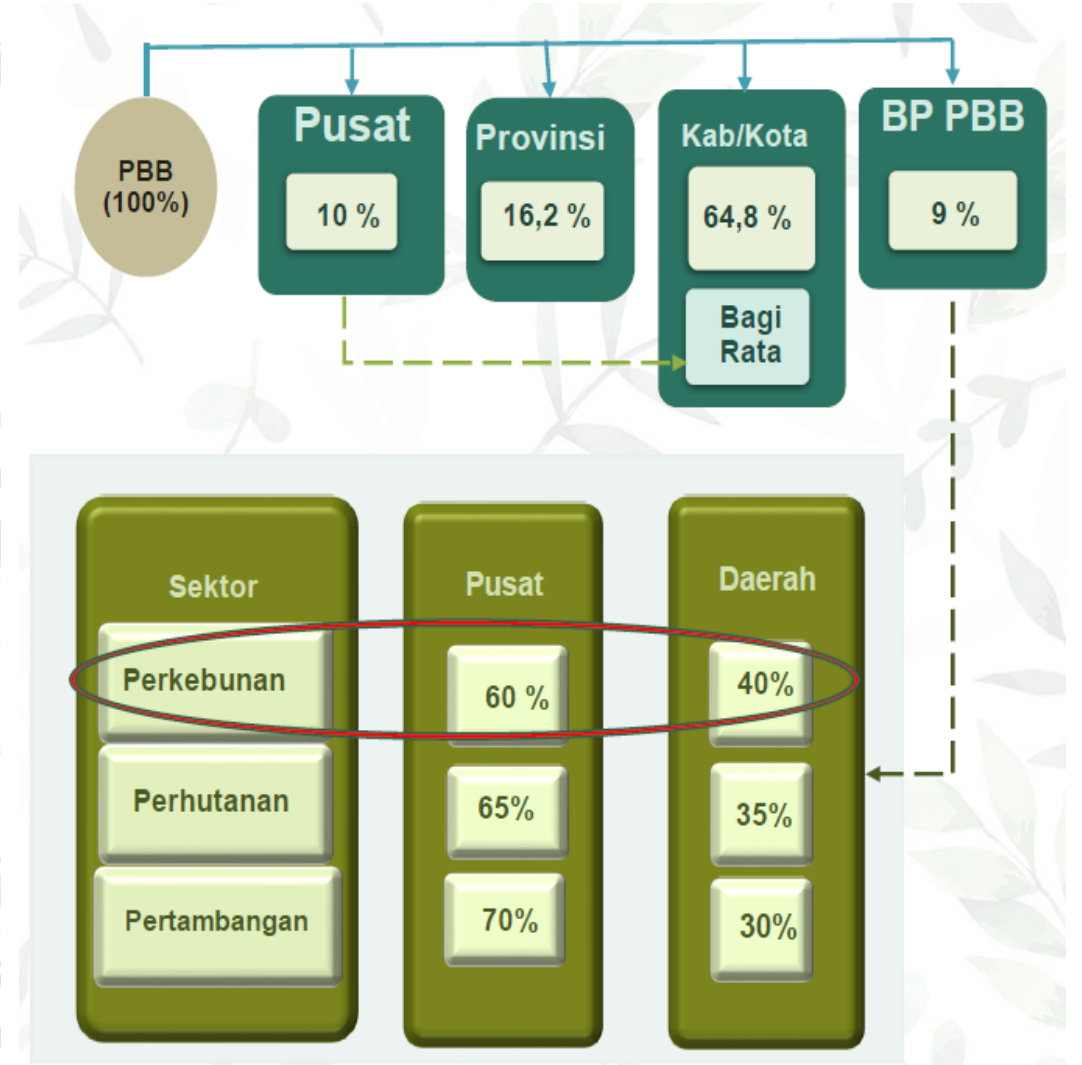 PBB
(100%)
Pusat
10 %
Provinsi
16,2 %
Kab/Kota
64,8 %
Bagi
Rata
BP PBB
9 %
Sektor
Pusat
Daerah
Perkebunan
60 %
40%
Perhutanan
65%
35%
Pertambangan
70%
30%